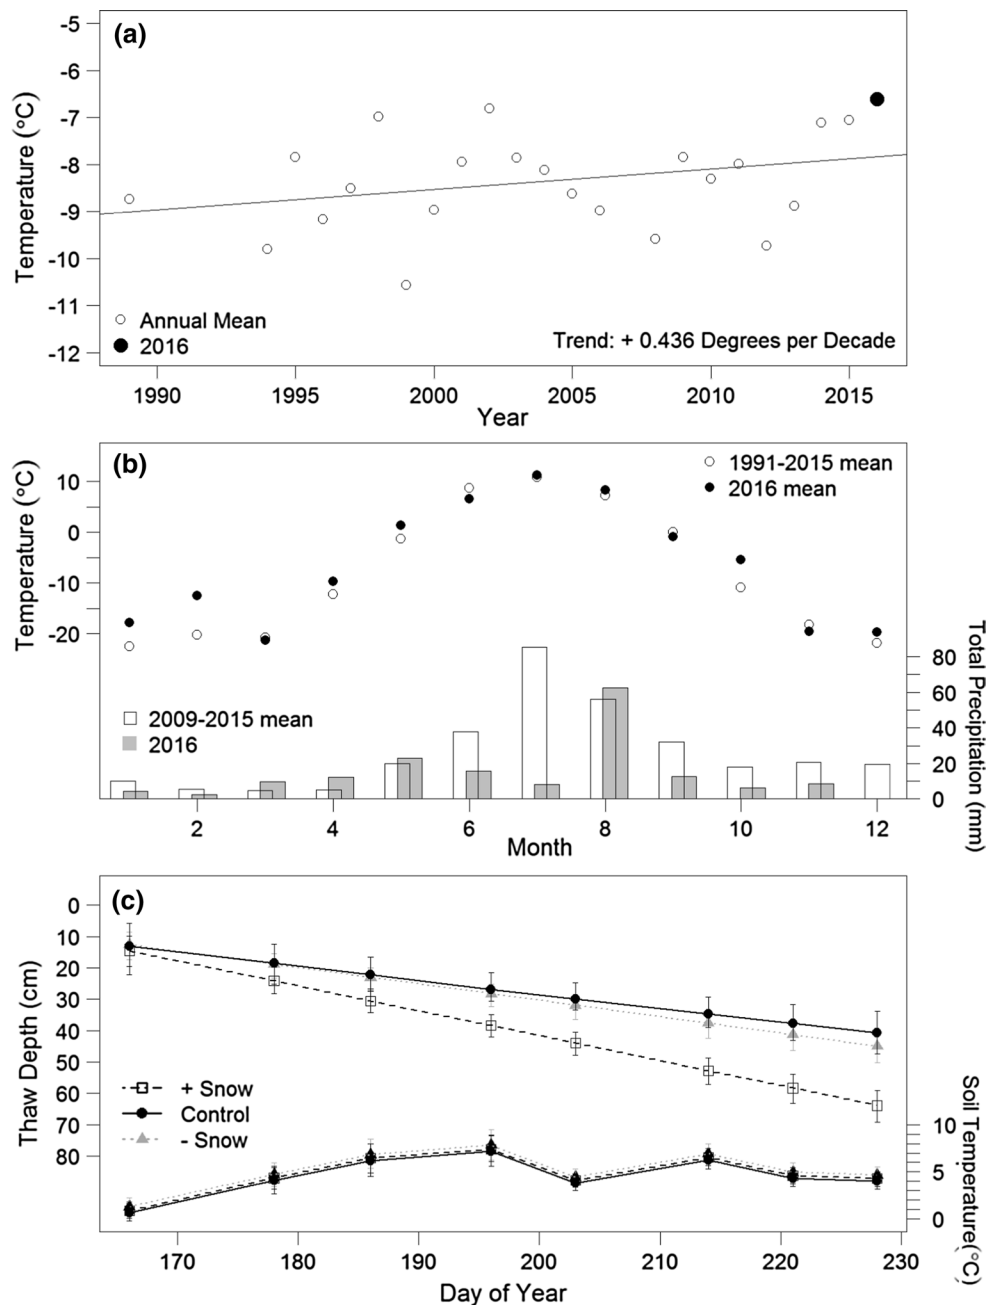 (a)
-5
-6
-7
-8
-9
-10
-11
-12
Temperature (°C)
Annual Mean
2016
Trend: + 0.436 Degrees per Decade
1990 1995 2000 2005 2010 2015
Year
(b)
10
0
-10
-20
Temperature (°C)
1991-2015 mean
2016 mean
2009-2015 mean
2016
80
60
40
20
0
Total Precipitation (mm)
2 4 6 8 10 12
Month
(c)
0
10
20
30
40
50
60
70
80
Thaw Depth (cm)
+ Snow
Control
- Snow
10
5
0
Soil Temperature(°C)
170 180 190 200 210 220 230
Day of Year